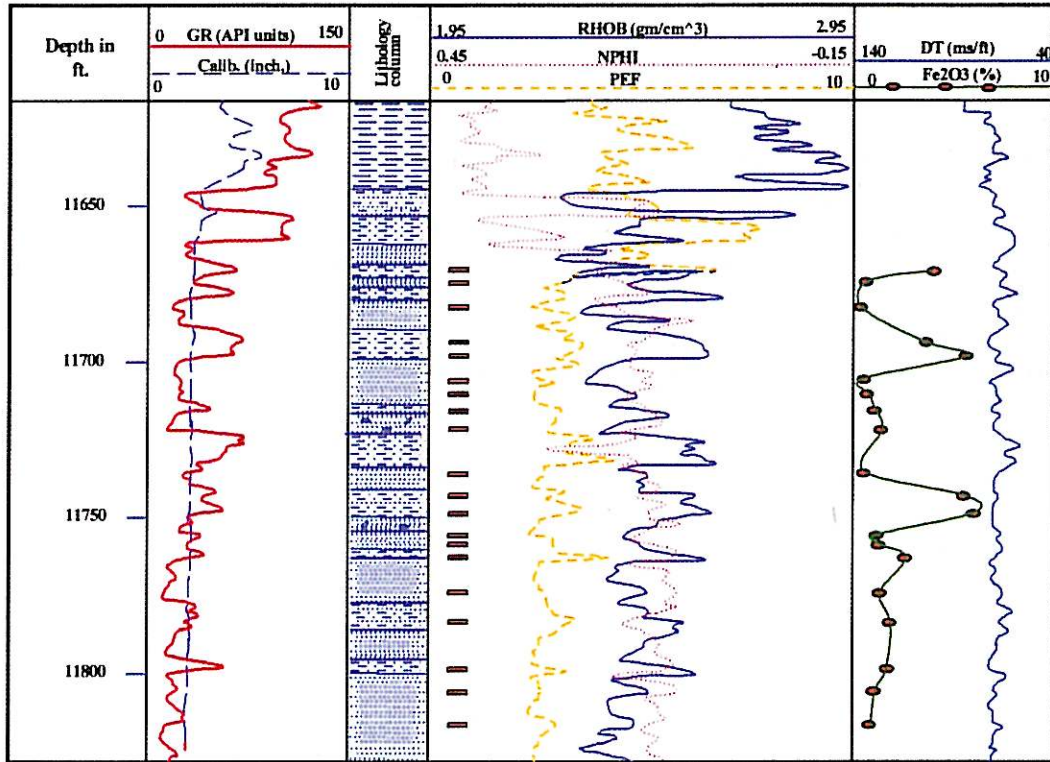 Depth in
ft.
0 GR (API units) 150
Calib. (inch,)
0 10
Lithology
column
1.95 RHOB (gm/cm^3) 2.95
0.45 NPHI -0.15
0 PEF 10
140 DT (ms/ft) 40
0 Fe2O3 (%) 10
11650
11700
11750
11800